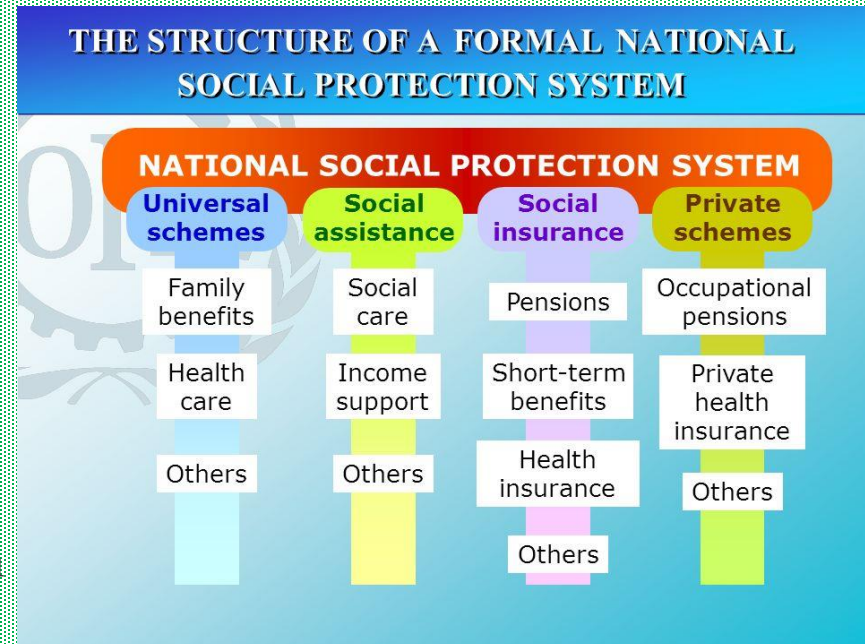 THE STRUCTURE OF A FORMAL NATIONAL
SOCIAL PROTECTION SYSTEM
NATIONAL SOCIAL PROTECTION SYSTEM
Universal
schemes
Family
benefits
Health
care
Others
Social
assistance
Social
care
Income
support
Others
Social
insurance
Pensions
Short-term
benefits
Health
insurance
Others
Private
schemes
Occupational
pensions
Private
health
insurance
Others